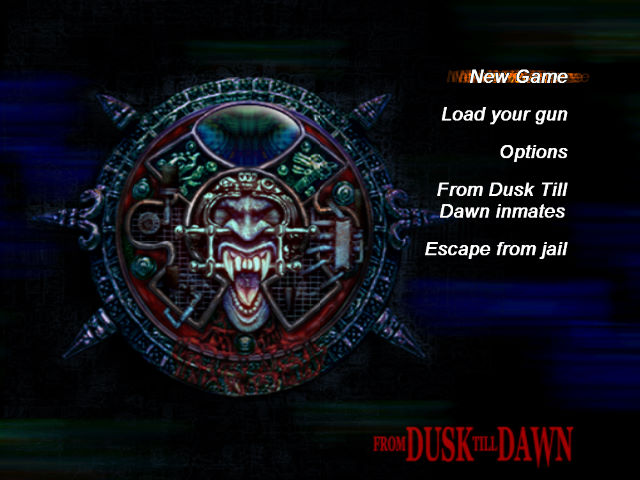 New Game
Load your gun
Options
From Dusk Till
Dawn inmates
Escape from jail
FROM DUSK TILL DAWN